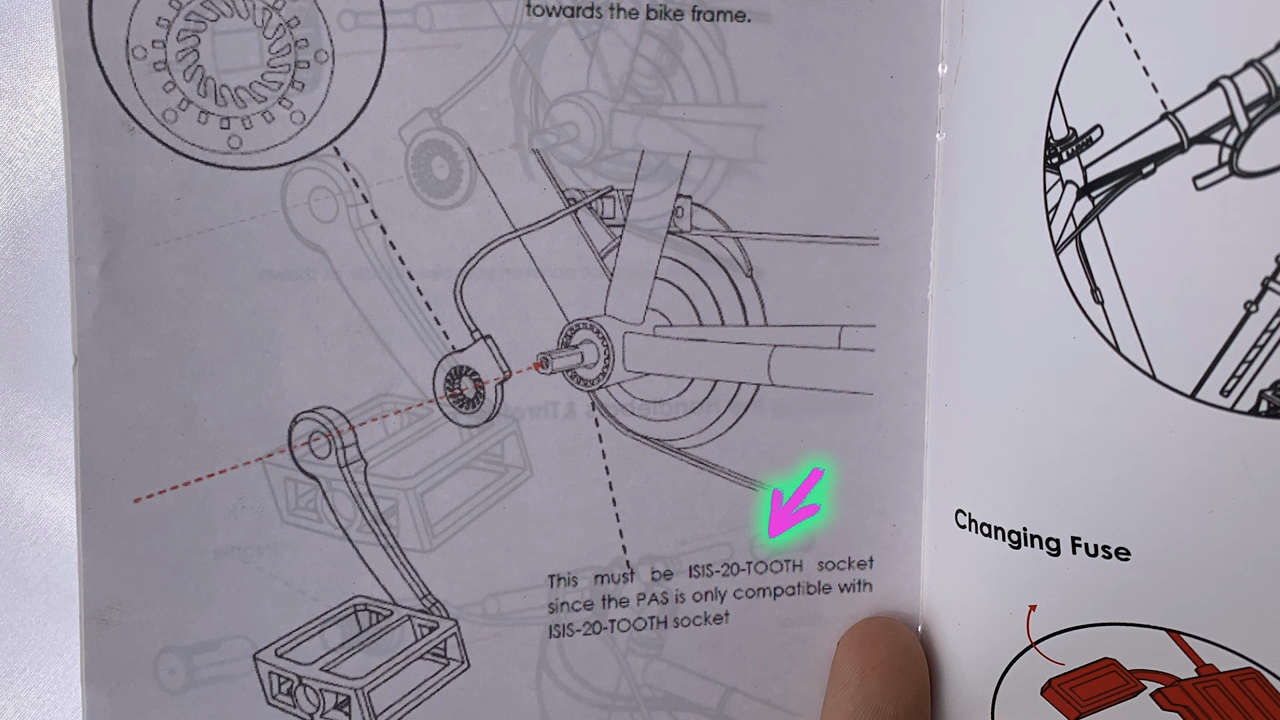 towards the bike frame.
This must be ISIS-20-TOOTH socket
since the PAS is only compatible with
ISIS-20-TOOTH socket
Changing Fuse